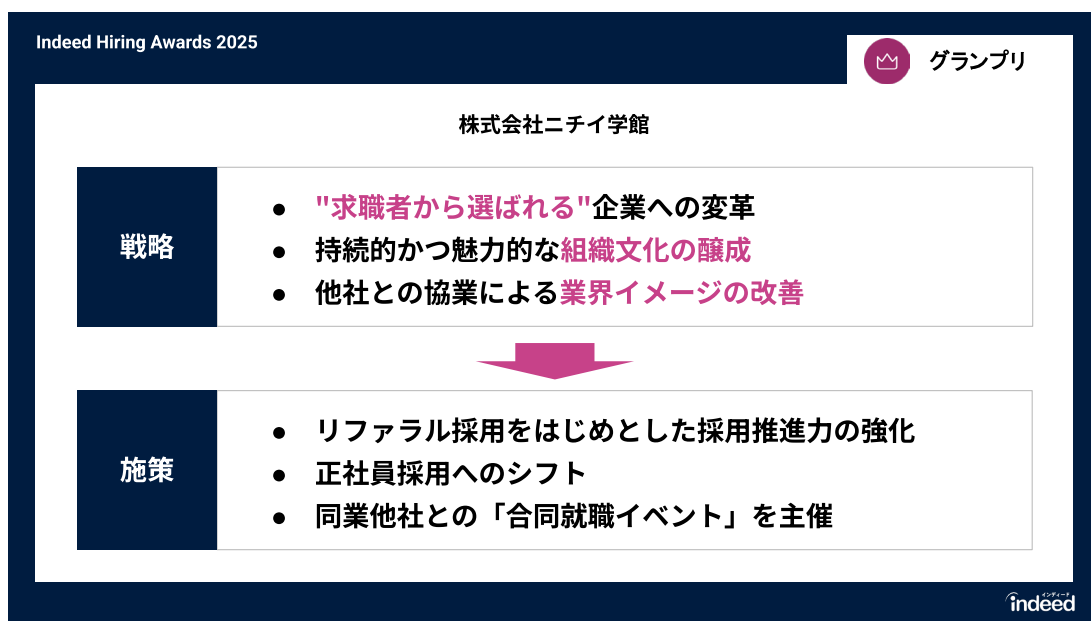 Indeed Hiring Awards 2025
グランプリ
株式会社ニチイ学館
戦略
● "求職者から選ばれる"企業への変革
● 持続的かつ魅力的な組織文化の醸成
● 他社との協業による業界イメージの改善
施策
● リファラル採用をはじめとした採用推進力の強化
● 正社員採用へのシフト
● 同業他社との「合同就職イベント」を主催
インディード
indeed